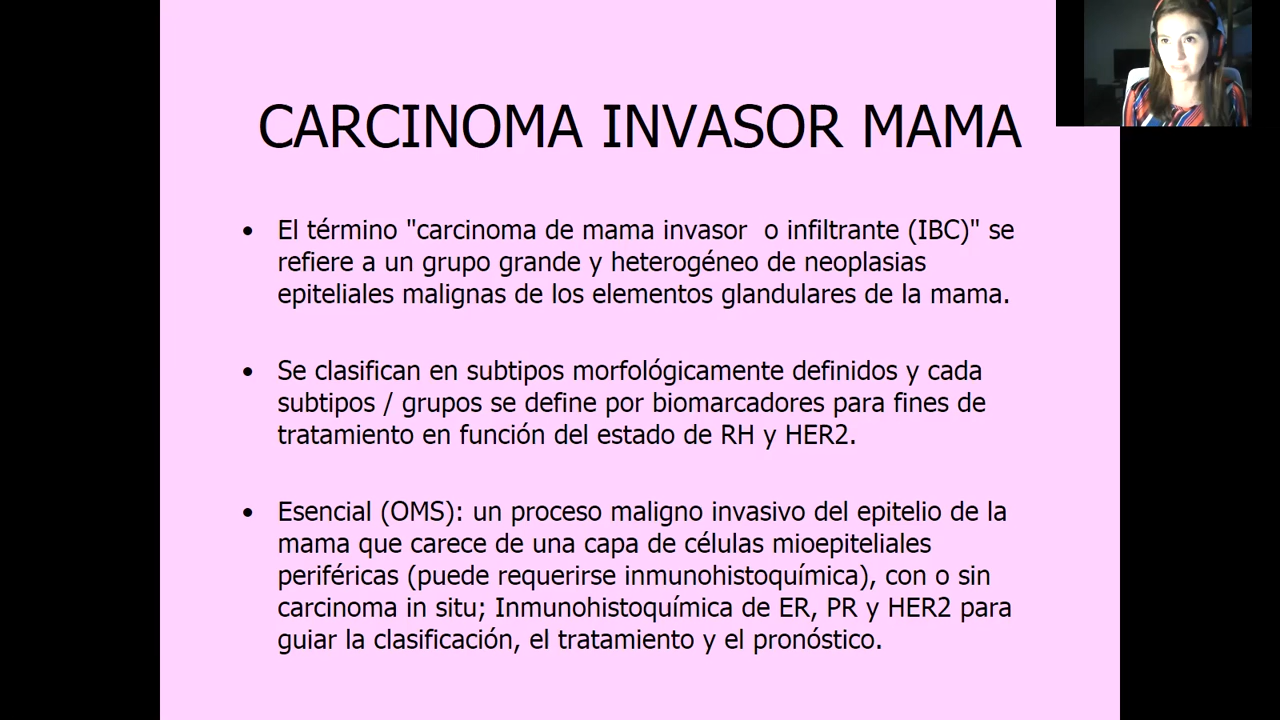 CARCINOMA INVASOR MAMA
• El término "carcinoma de mama invasor  o infiltrante (IBC)" se
refiere a un grupo grande y heterogéneo de neoplasias
epiteliales malignas de los elementos glandulares de la mama.
• Se clasifican en subtipos morfológicamente definidos y cada
subtipos / grupos se define por biomarcadores para fines de
tratamiento en función del estado de RH y HER2.
• Esencial (OMS): un proceso maligno invasivo del epitelio de la
mama que carece de una capa de células mioepiteliales
periféricas (puede requerirse inmunohistoquímica), con o sin
carcinoma in situ; Inmunohistoquímica de ER, PR y HER2 para
guiar la clasificación, el tratamiento y el pronóstico.